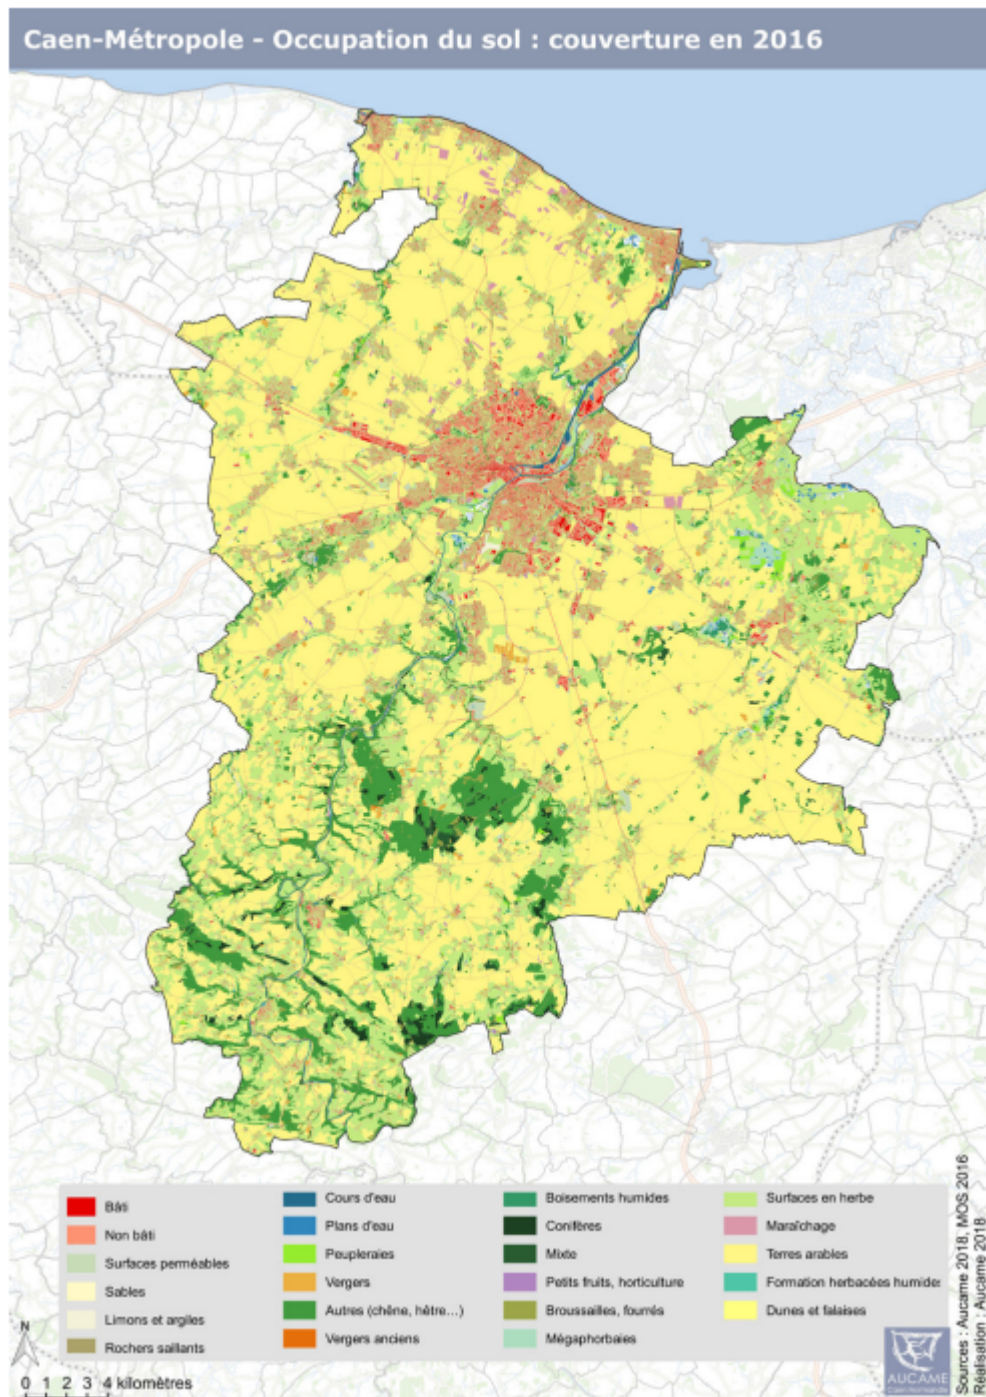 Caen-Métropole - Occupation du sol : couverture en 2016
Bâti
Non bâti
Surfaces perméables
Sables
Limons et argiles
Rochers saillants
Cours d'eau
Plans d'eau
Peupleraies
Vergers
Autres (chêne, hêtre...)
Vergers anciens
Boisements humides
Conifères
Mixte
Petits fruits, horticulture
Broussailles, fourrés
Mégaphorbaies
Surfaces en herbe
Maraîchage
Terres arables
Formation herbacées humides
Dunes et falaises
N
0 1 2 3 4 kilomètres
AUCAME
Sources : Aucame 2018, MOS 2016
Réalisation : Aucame 2018